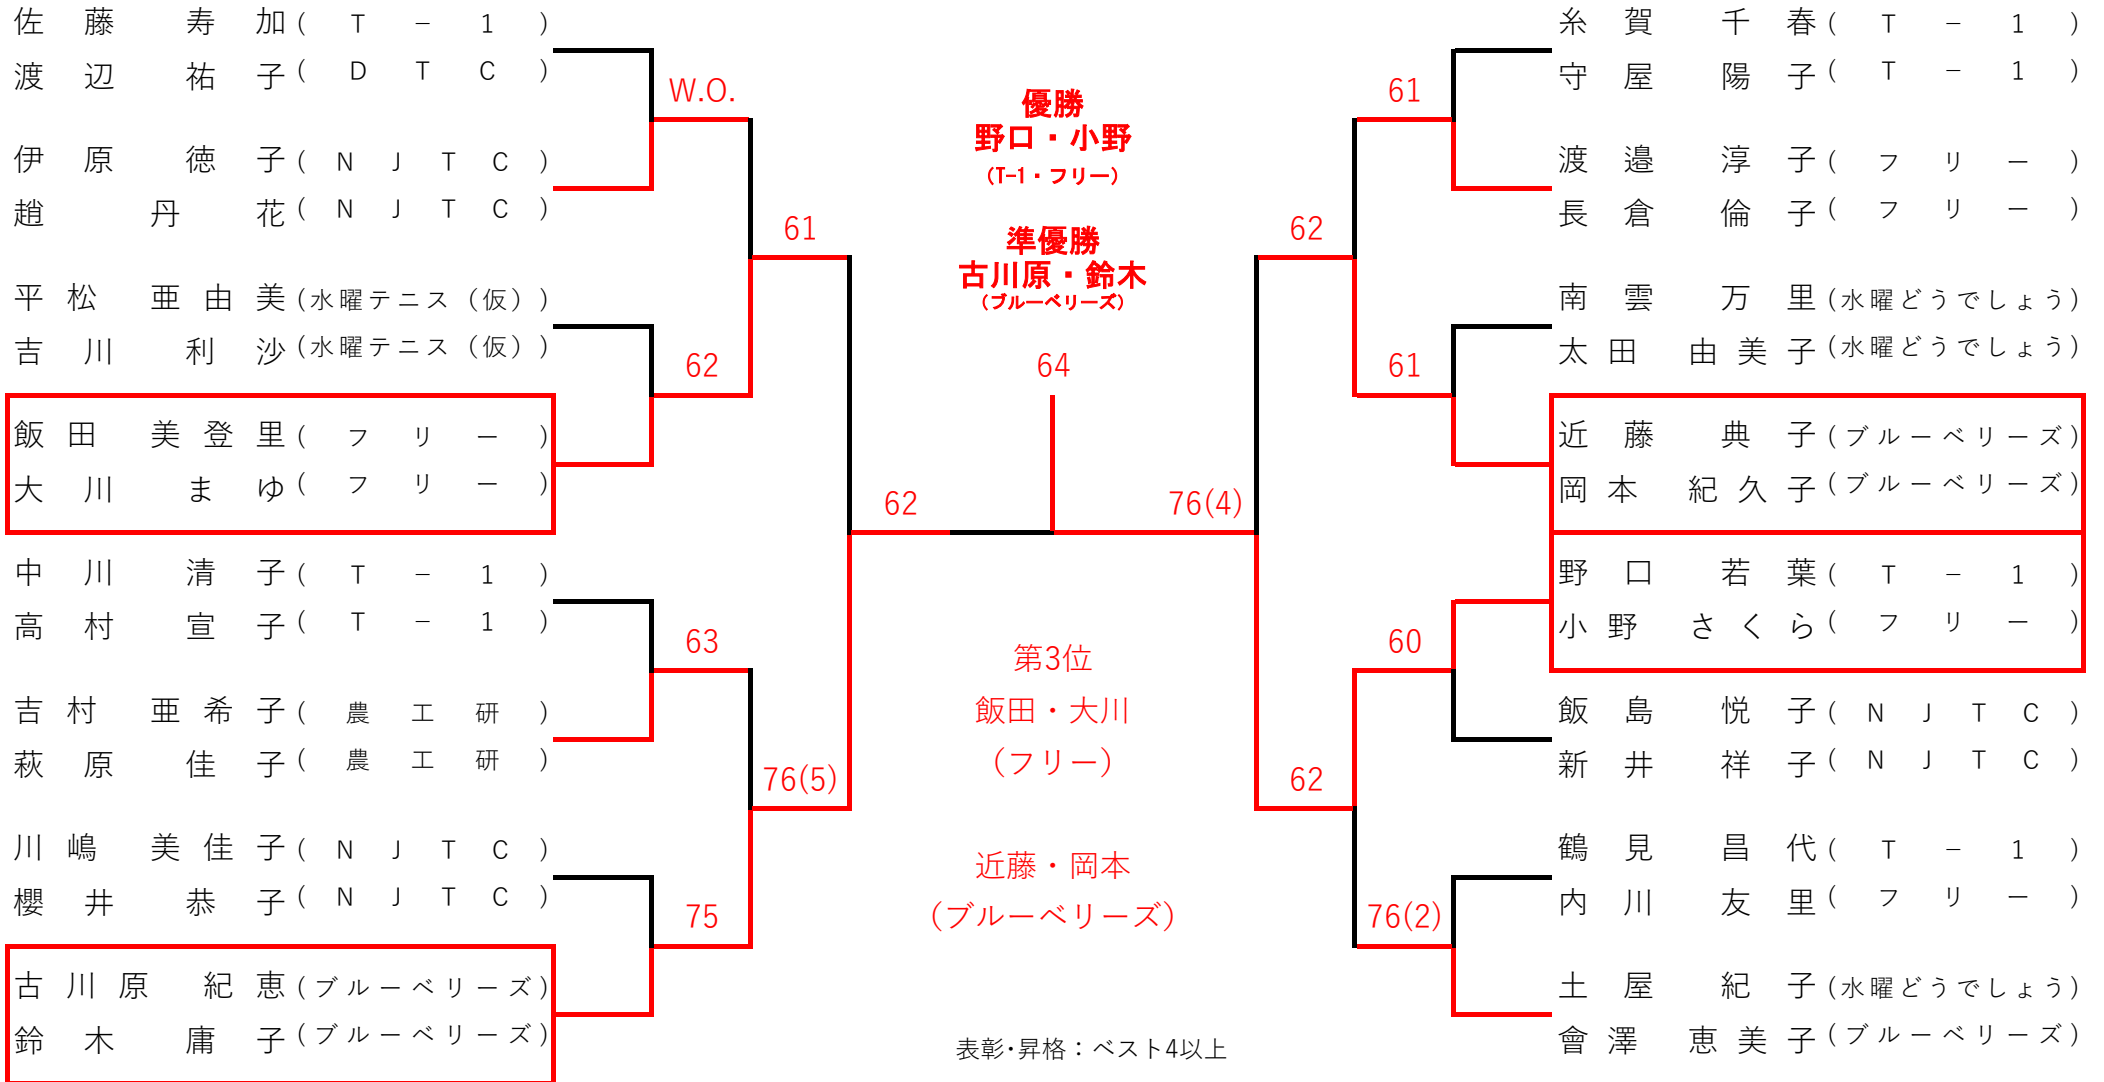 佐藤寿加(T-1)
渡辺祐子(DTC)
伊原徳子(NJTC)
趙丹花(NJTC)
平松亜由美(水曜テニス（仮）)
吉川利沙(水曜テニス（仮）)
飯田美登里(フリー)
大川まゆ(フリー)
中川清子(T-1)
高村宣子(T-1)
吉村亜希子(農工研)
萩原佳子(農工研)
川嶋美佳子(NJTC)
櫻井恭子(NJTC)
古川原紀恵(ブルーベリーズ)
鈴木庸子(ブルーベリーズ)
W.O.
62
63
75
61
76(5)
62
優勝
野口・小野
(T-1・フリー)
準優勝
古川原・鈴木
(ブルーベリーズ)
64
第3位
飯田・大川
（フリー）
近藤・岡本
（ブルーベリーズ）
表彰･昇格：ベスト4以上
76(4)
62
62
61
61
60
76(2)
糸賀千春(T-1)
守屋陽子(T-1)
渡邉淳子(フリー)
長倉倫子(フリー)
南雲万里(水曜どうでしょう)
太田由美子(水曜どうでしょう)
近藤典子(ブルーベリーズ)
岡本紀久子(ブルーベリーズ)
野口若葉(T-1)
小野さくら(フリー)
飯島悦子(NJTC)
新井祥子(NJTC)
鶴見昌代(T-1)
内川友里(フリー)
土屋紀子(水曜どうでしょう)
會澤恵美子(ブルーベリーズ)